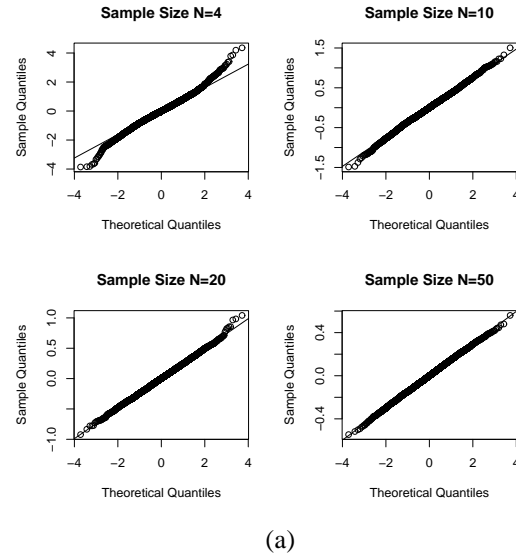 Sample Size N=4
Sample Quantiles
4
2
0
−2
−4
−4 −2 0 2 4
Theoretical Quantiles
Sample Size N=10
Sample Quantiles
1.5
0.5
−0.5
−1.5
−4 −2 0 2 4
Theoretical Quantiles
Sample Size N=20
Sample Quantiles
1.0
0.5
0.0
−1.0
−4 −2 0 2 4
Theoretical Quantiles
Sample Size N=50
Sample Quantiles
0.4
0.0
−0.4
−4 −2 0 2 4
Theoretical Quantiles
(a)